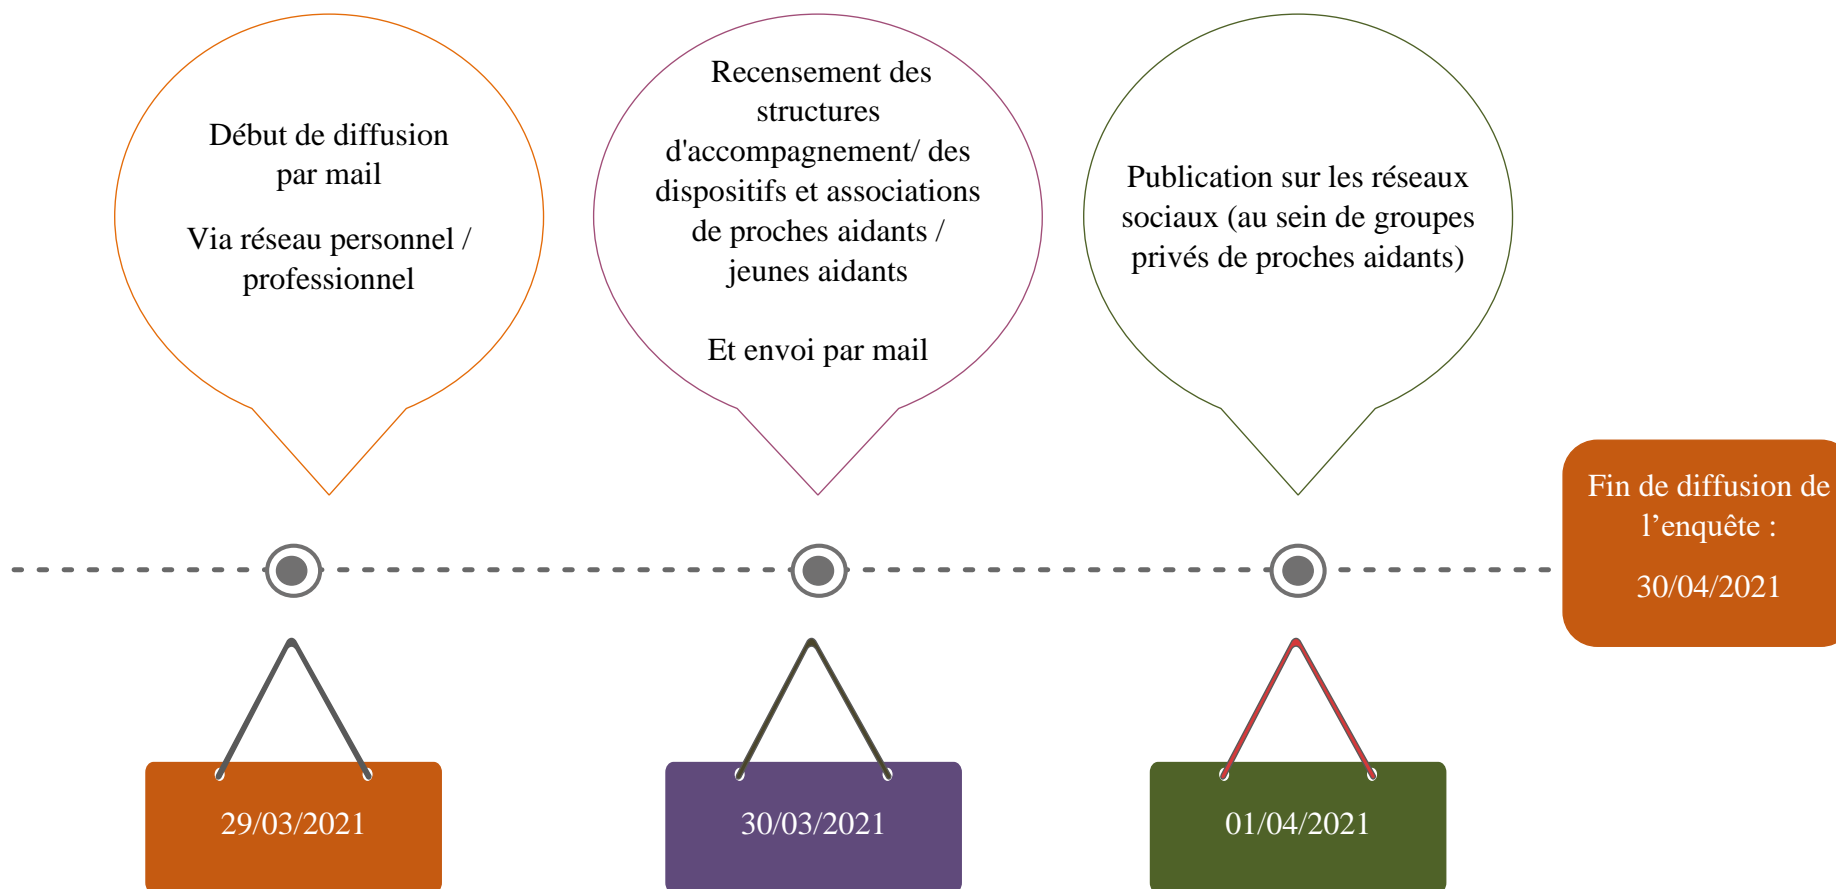 Début de diffusion
par mail
Via réseau personnel /
professionnel
Recensement des
structures
d'accompagnement/ des
dispositifs et associations
de proches aidants /
jeunes aidants
Et envoi par mail
Publication sur les réseaux
sociaux (au sein de groupes
privés de proches aidants)
Fin de diffusion de
l’enquête :
30/04/2021
29/03/2021
30/03/2021
01/04/2021